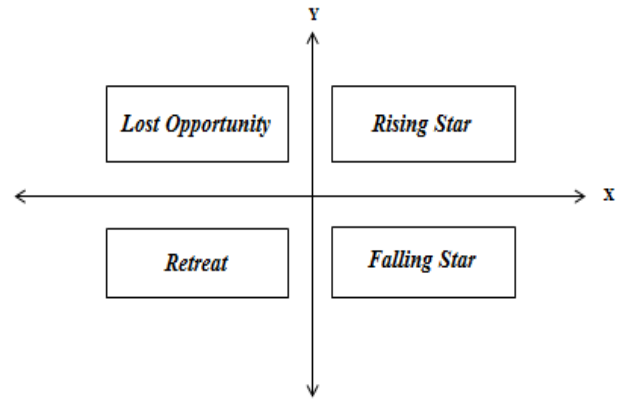 Y
Lost Opportunity
Rising Star
X
Retreat
Falling Star